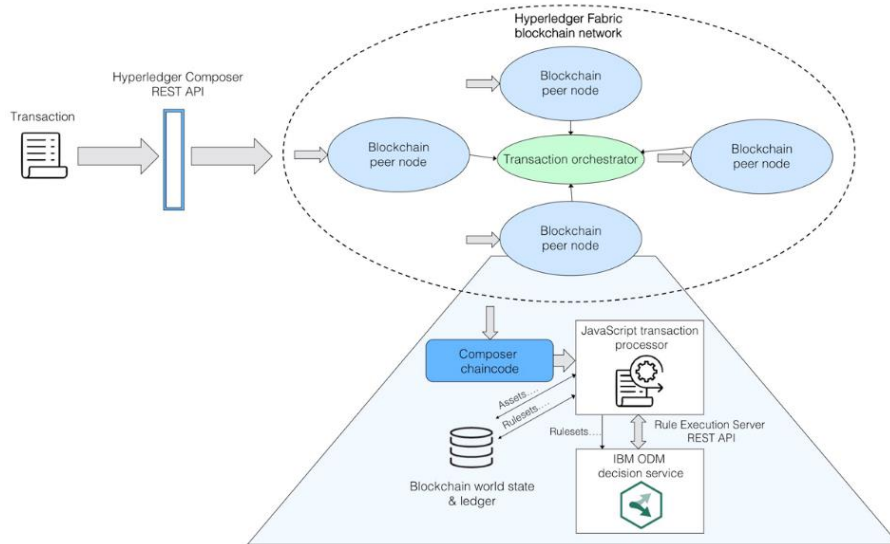 Hyperledger Fabric
blockchain network
Hyperledger Composer
REST API
Transaction
Blockchain
peer node
Blockchain
peer node
Transaction orchestrator
Blockchain
peer node
Blockchain
peer node
Composer
chaincode
JavaScript transaction
processor
Assets....
Rulesets....
Rulesets....
Rule Execution Server
REST API
Blockchain world state
& ledger
IBM ODM
decision service